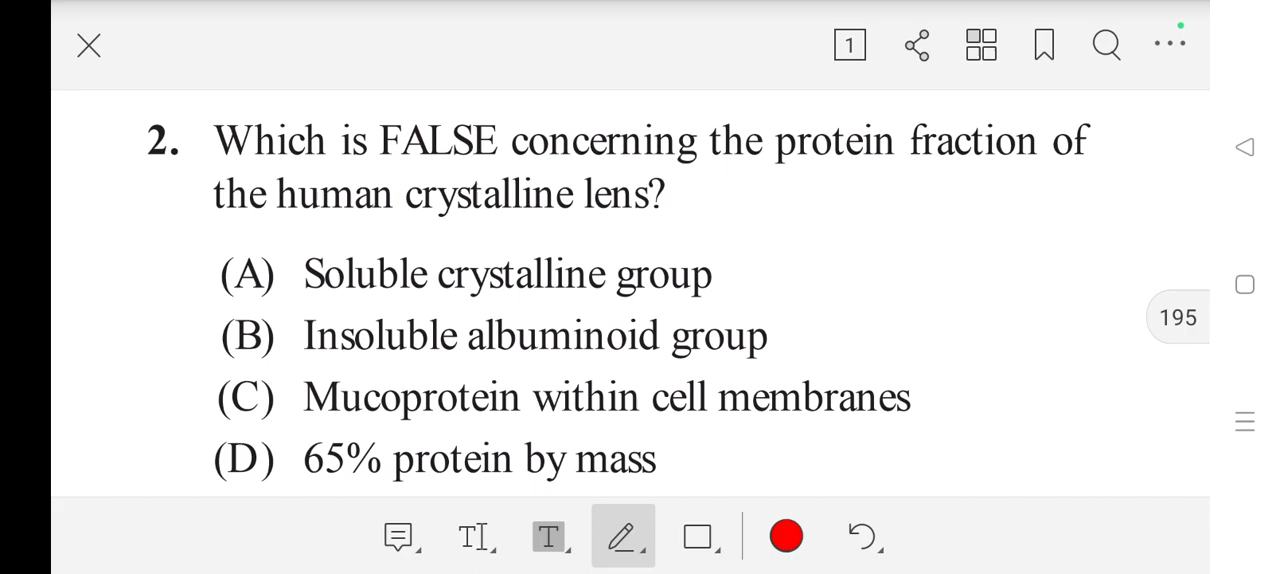 1
2. Which is FALSE concerning the protein fraction of
the human crystalline lens?
(A) Soluble crystalline group
(B) Insoluble albuminoid group
195
(C) Mucoprotein within cell membranes
(D) 65% protein by mass
TI T